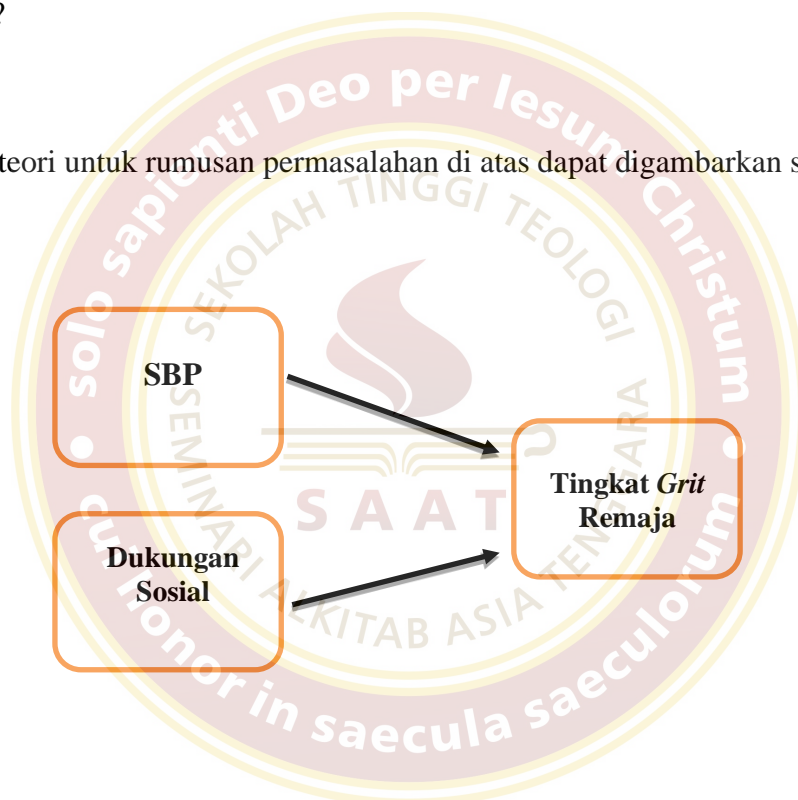 ?
teori untuk rumusan permasalahan di atas dapat digambarkan s
solo sapienti Deo per Iesum Christum
SEKOLAH TINGGI TEOLOGI
SBP
Tingkat Grit
Remaja
SAAT
Dukungan
Sosial
SEMINARI ALKITAB ASIA TENGGARA
cui honor in saecula saeculorum